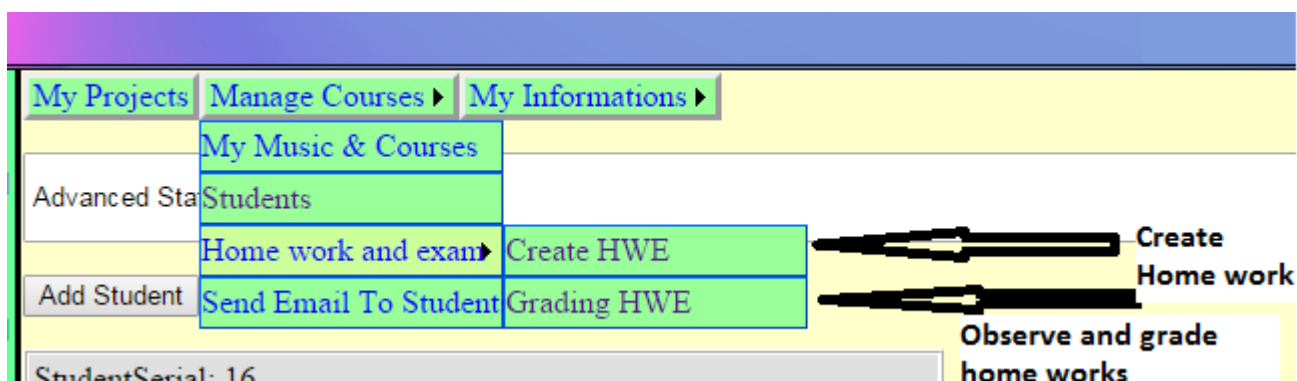 My Projects Manage Courses My Informations
My Music & Courses
Advanced Sta
Students
Home work and exam
Create HWE
Create
Home work
Add Student
Send Email To Student
Grading HWE
Observe and grade
home works
StudentSerial: 16